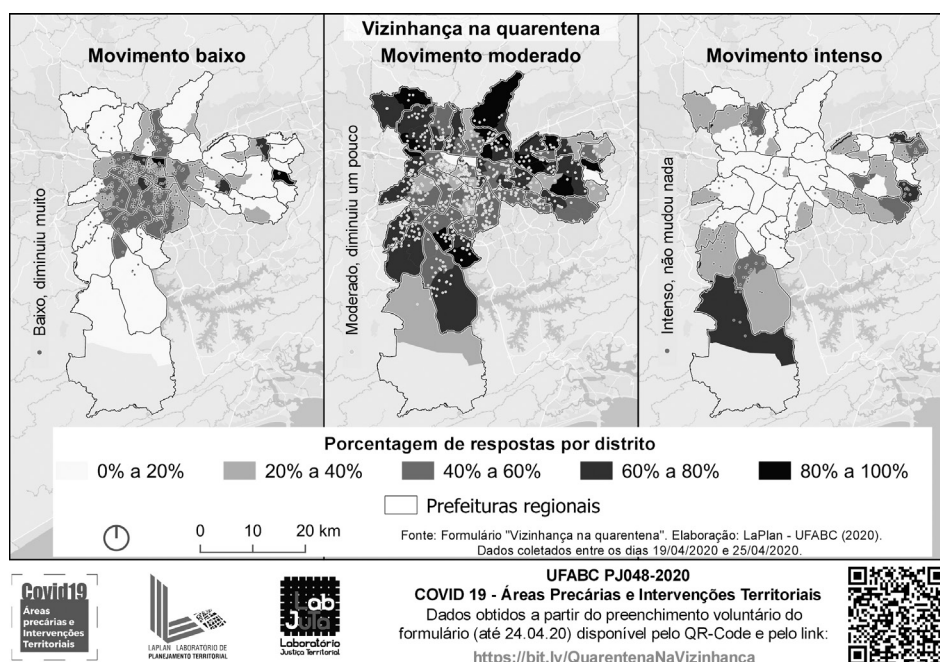 Vizinhança na quarentena
Movimento baixo
Movimento moderado
Movimento intenso
Baixo, diminuiu muito
Moderado, diminuiu um pouco
Intenso, não mudou nada
Porcentagem de respostas por distrito
0% a 20%
20% a 40%
40% a 60%
60% a 80%
80% a 100%
Prefeituras regionais
0 10 20 km
Fonte: Formulário "Vizinhança na quarentena". Elaboração: LaPlan - UFABC (2020).
Dados coletados entre os dias 19/04/2020 e 25/04/2020.
Covid19
Áreas
precárias e
Intervenções
Territoriais
LAPLAN LABORATÓRIO DE
PLANEJAMENTO TERRITORIAL
Lab
JuTa
Laboratório
Justiça Territorial
UFABC PJ048-2020
COVID 19 - Áreas Precárias e Intervenções Territoriais
Dados obtidos a partir do preenchimento voluntário do
formulário (até 24.04.20) disponível pelo QR-Code e pelo link:
https://bit.ly/QuarentenaNaVizinhança